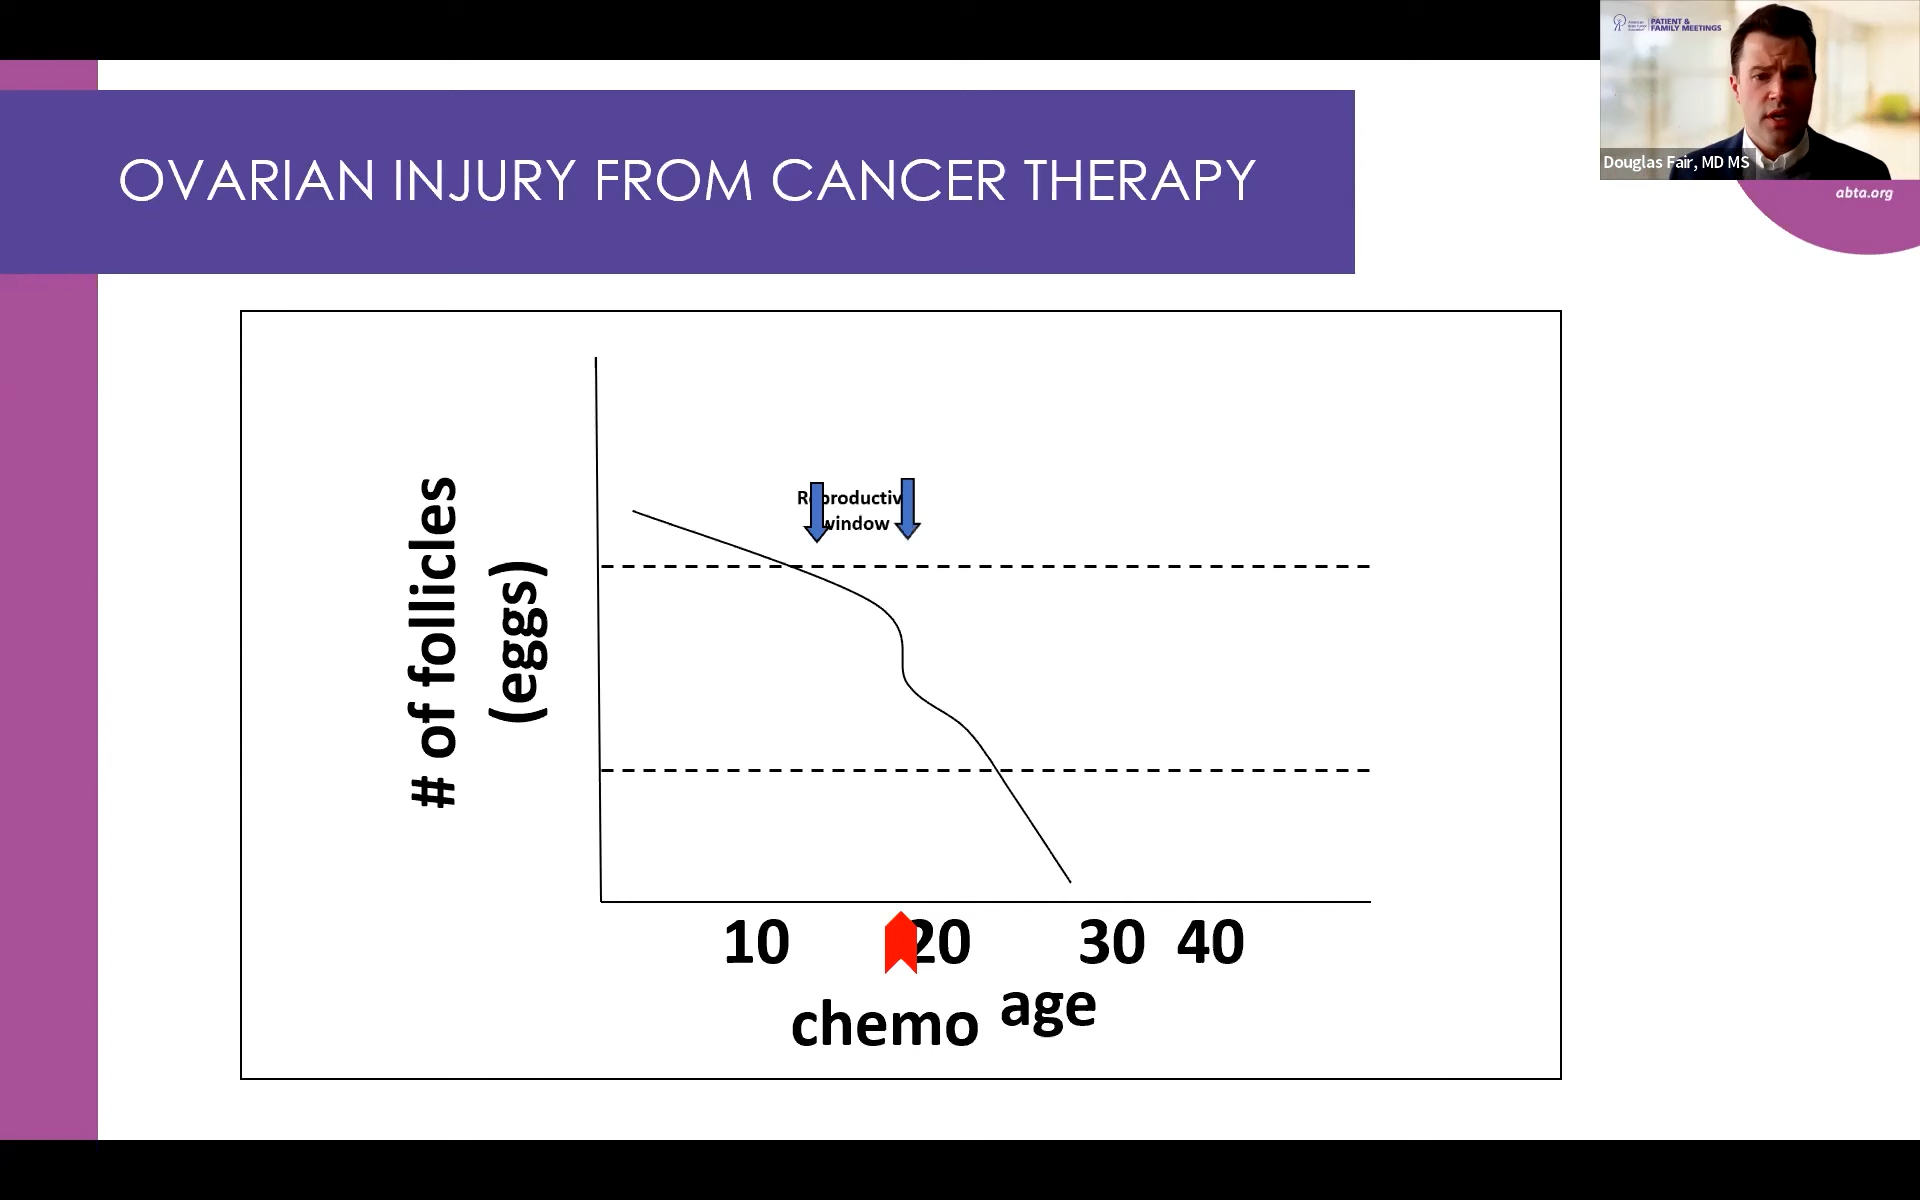 PATIENT &
FAMILY MEETINGS
Douglas Fair, MD MS
abta.org
OVARIAN INJURY FROM CANCER THERAPY
# of follicles
(eggs)
Reproductiv
window
10 20 30 40
chemo age